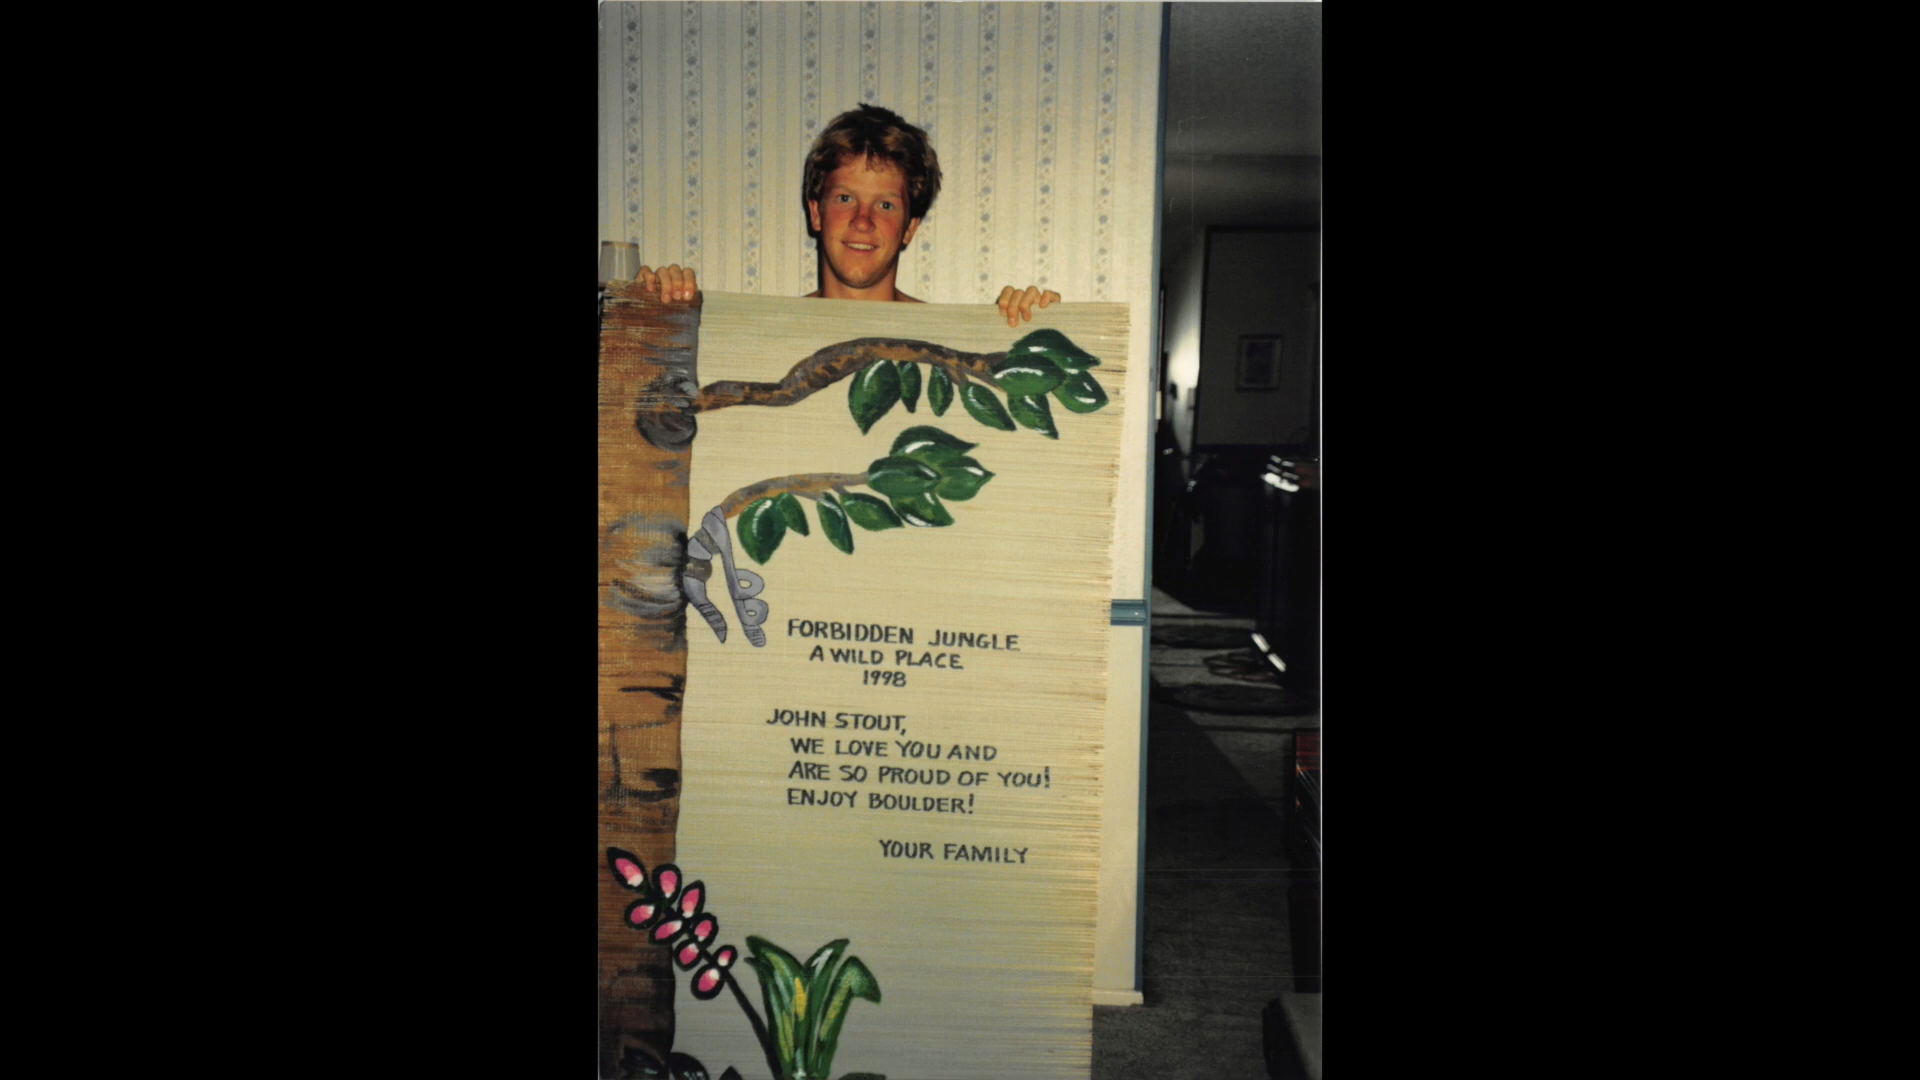 FORBIDDEN JUNGLE
A WILD PLACE
1998
JOHN STOUT,
WE LOVE YOU AND
ARE SO PROUD OF YOU!
ENJOY BOULDER!
YOUR FAMILY